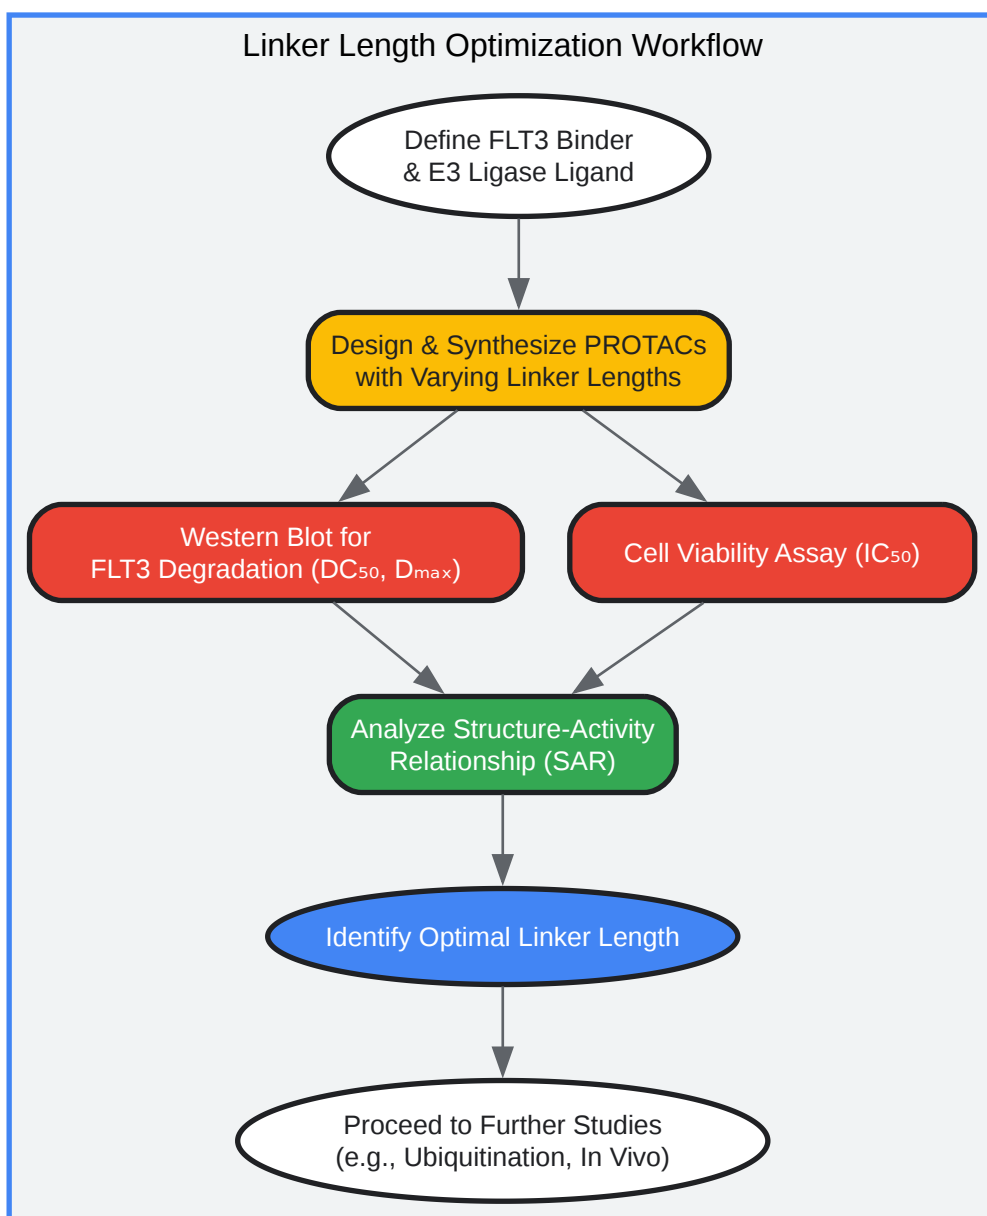 Linker Length Optimization Workflow
Define FLT3 Binder
& E3 Ligase Ligand
Design & Synthesize PROTACs
with Varying Linker Lengths
Western Blot for
FLT3 Degradation (DC₅₀, Dₘₐₓ)
Cell Viability Assay (IC₅₀)
Analyze Structure-Activity
Relationship (SAR)
Identify Optimal Linker Length
Proceed to Further Studies
(e.g., Ubiquitination, In Vivo)